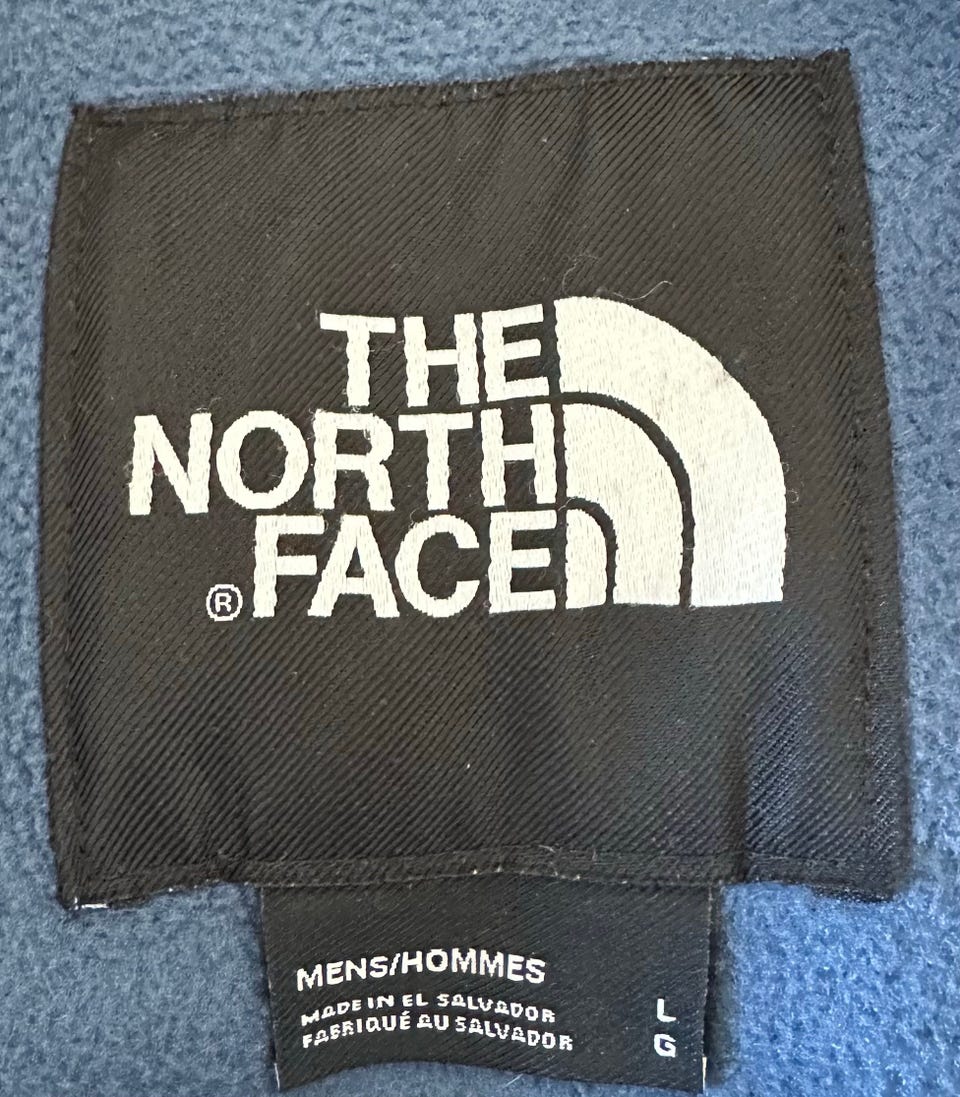 THE
NORTH
FACE
®
MENS/HOMMES
MADE IN EL SALVADOR
FABRIQUÉ AU SALVADOR
L
G